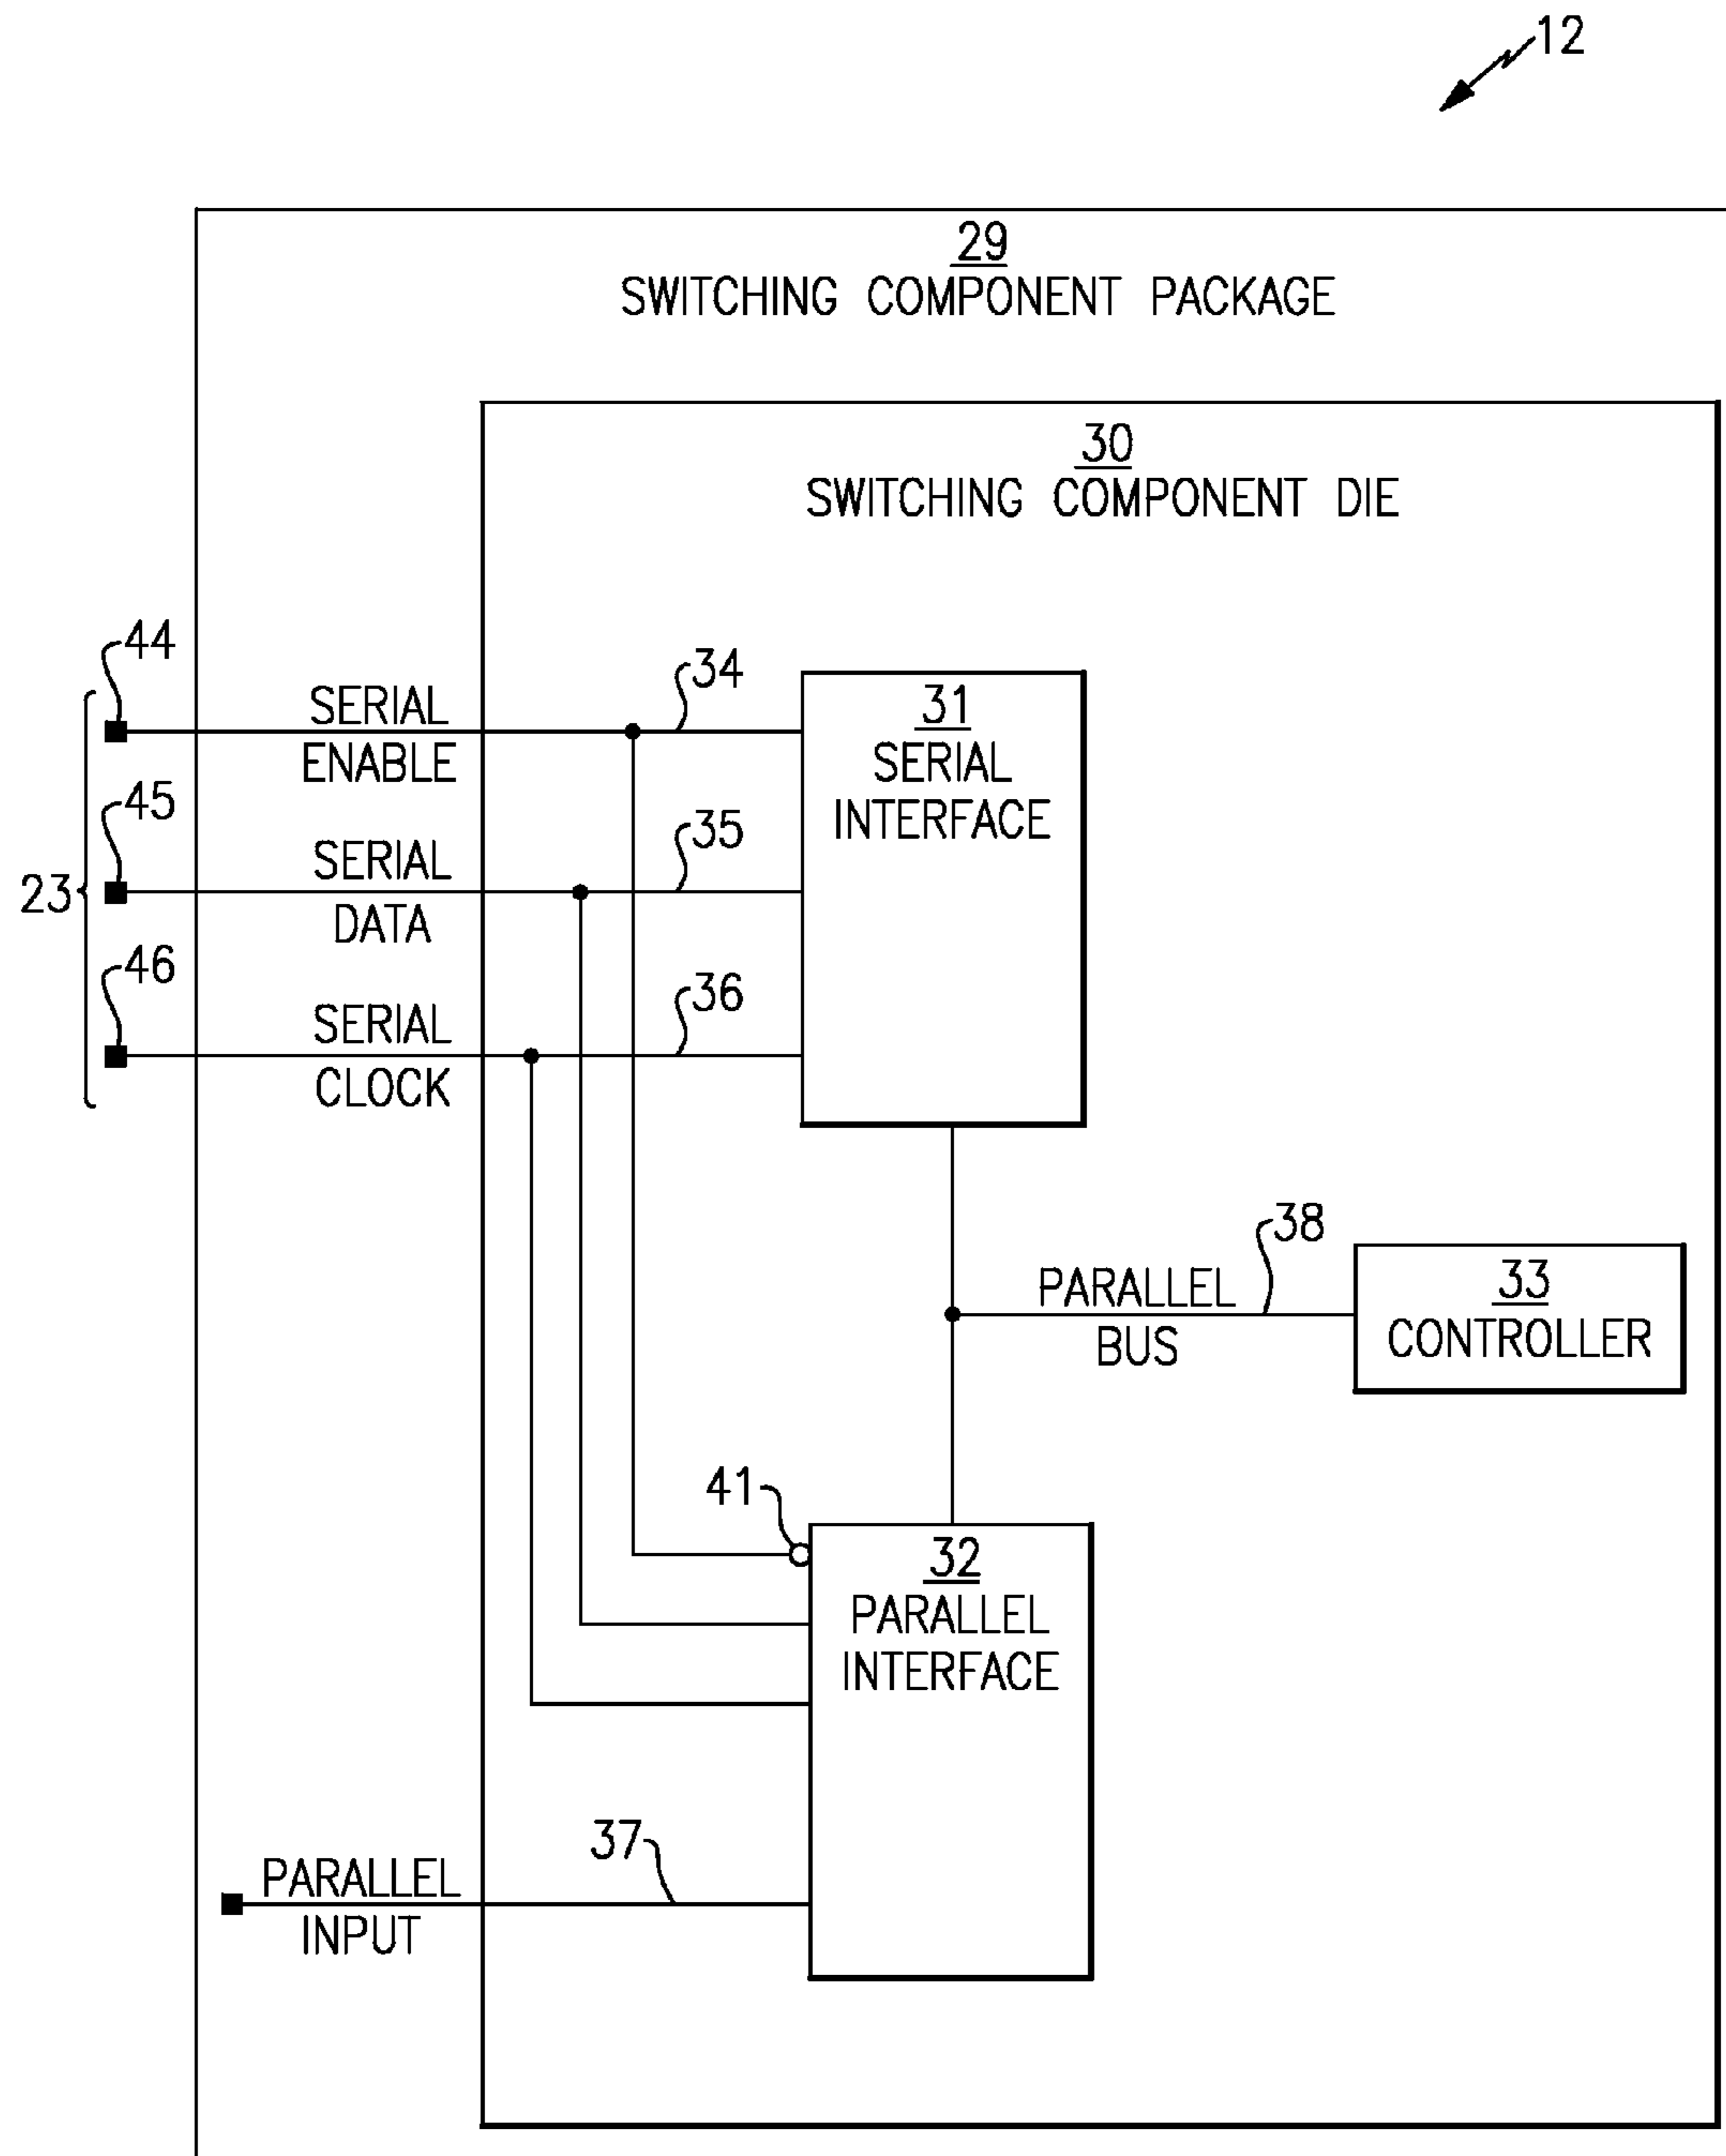 12
29
SWITCHING COMPONENT PACKAGE
30
SWITCHING COMPONENT DIE
44
SERIAL
ENABLE
34
31
SERIAL
INTERFACE
45
SERIAL
DATA
35
23
46
SERIAL
CLOCK
36
38
PARALLEL
BUS
33
CONTROLLER
41
32
PARALLEL
INTERFACE
37
PARALLEL
INPUT